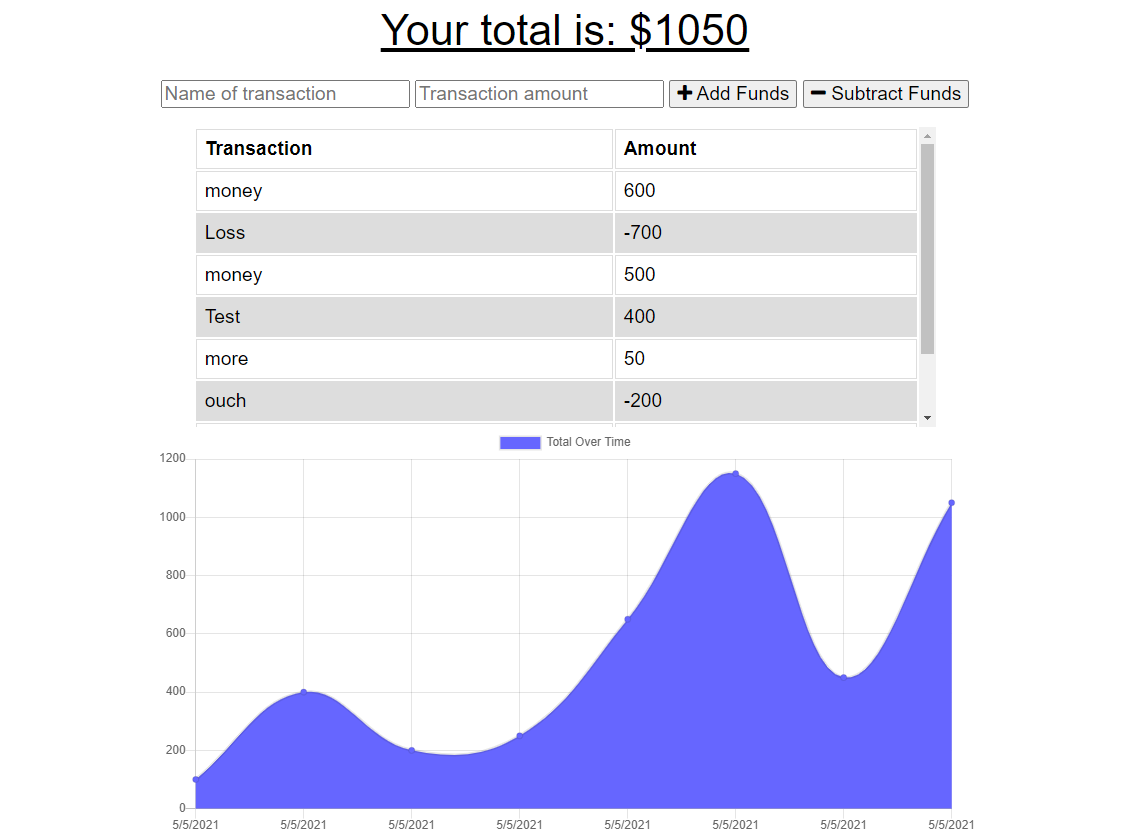 Your total is: $1050
Name of transaction Transaction amount Add Funds Subtract Funds
Transaction Amount
money 600
Loss -700
money 500
Test 400
more 50
ouch -200
Total Over Time
1200
1000
800
600
400
200
0
5/5/2021 5/5/2021 5/5/2021 5/5/2021 5/5/2021 5/5/2021 5/5/2021 5/5/2021